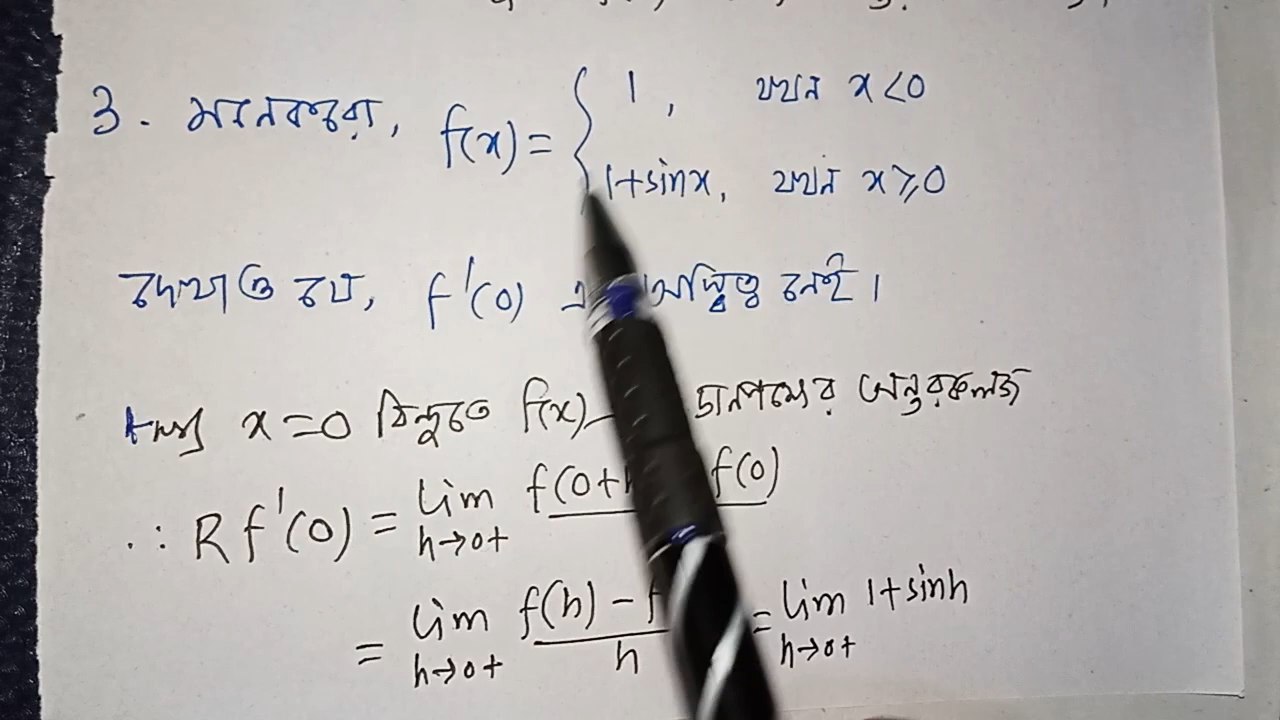 3. মনেকরো, f(x) = { 1, যখন x<0
1+sinx, যখন x≥0
দেখাও যে, f'(0) অস্তিত্ব নেই।
x=0 বিন্দুতে f(x) ডানপক্ষের অন্তরকলজ
∴ Rf'(0) = lim h→0+ f(0+h) f(0)
= lim h→0+ f(h) - f / h = lim h→0+ 1+sinh